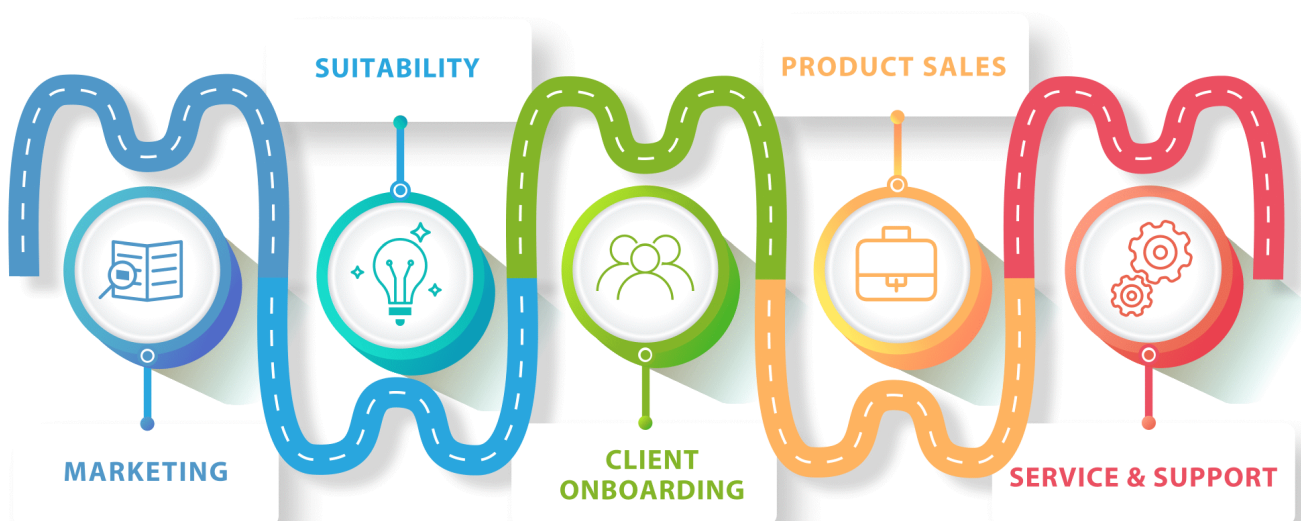 MARKETING
SUITABILITY
CLIENT
ONBOARDING
PRODUCT SALES
SERVICE & SUPPORT